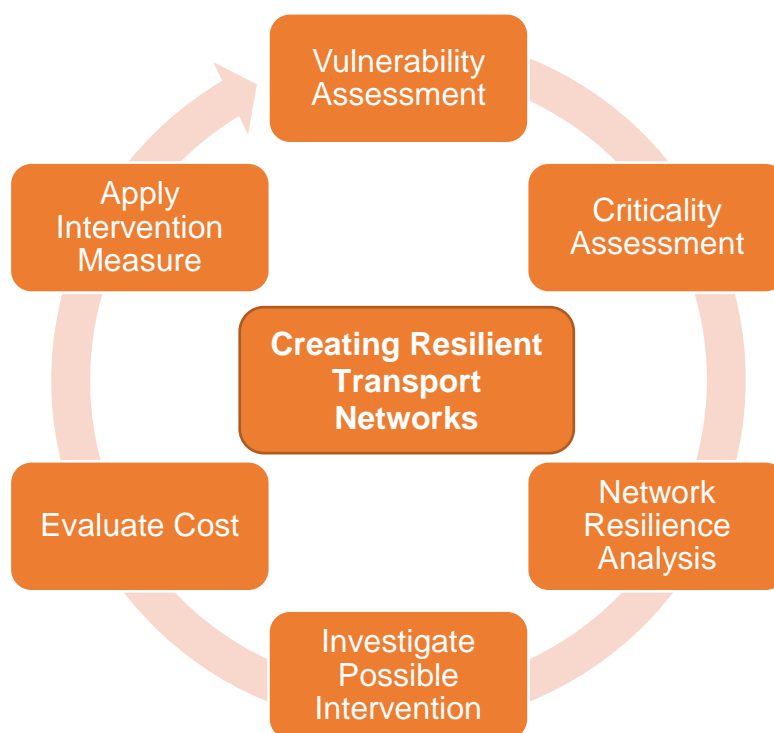 Vulnerability
Assessment
Criticality
Assessment
Network
Resilience
Analysis
Investigate
Possible
Intervention
Evaluate Cost
Apply
Intervention
Measure
Creating Resilient
Transport
Networks